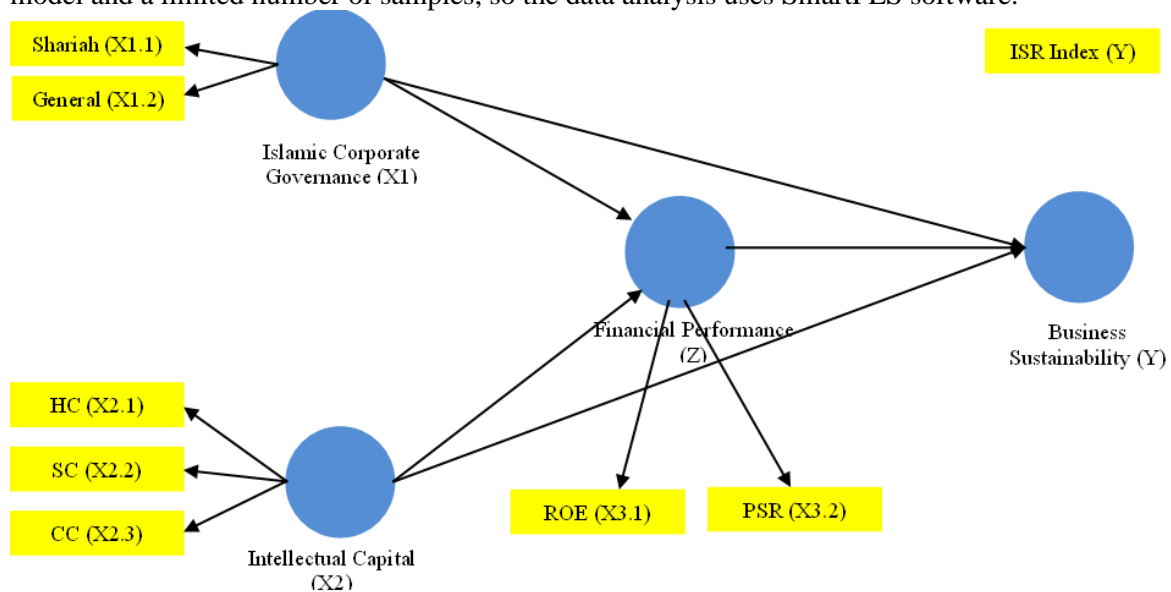 model and a limited number of samples, so the data analysis uses SmartPLS software.
Shariah (X1.1)
General (X1.2)
ISR Index (Y)
Islamic Corporate
Governance (X1)
Financial Performance
(Z)
Business
Sustainability (Y)
HC (X2.1)
SC (X2.2)
CC (X2.3)
ROE (X3.1)
PSR (X3.2)
Intellectual Capital
(X2)